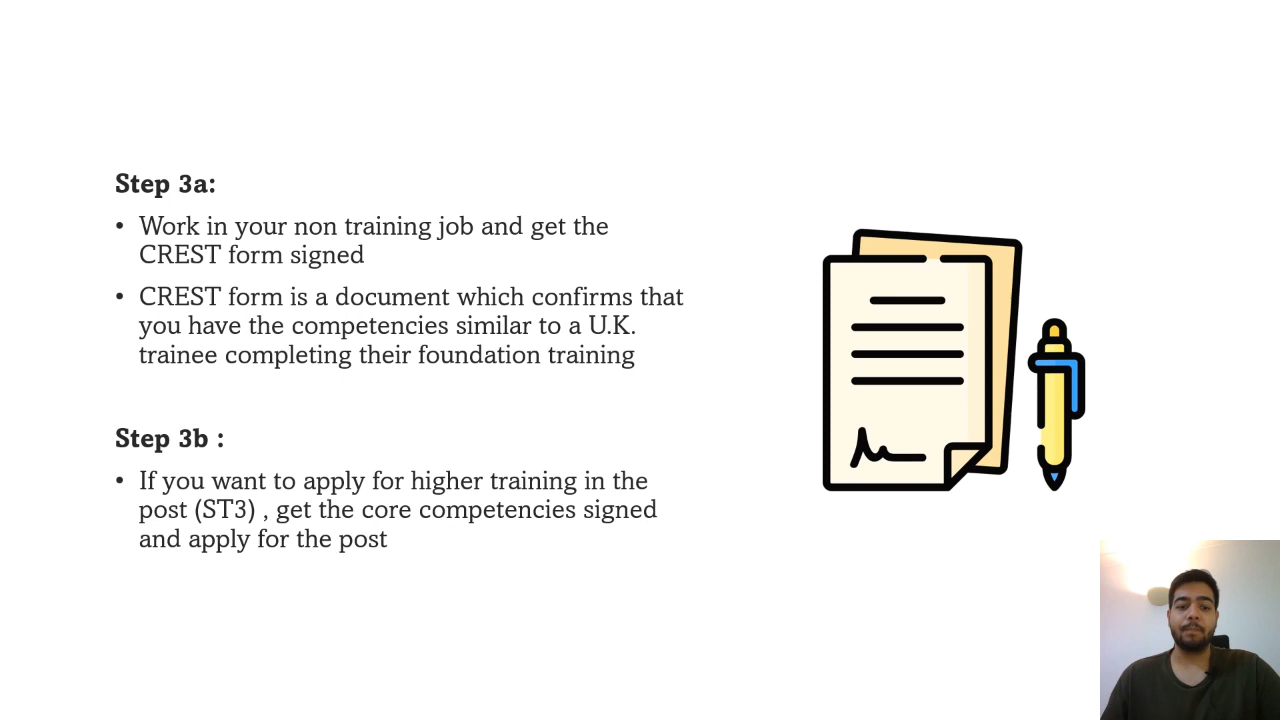 Step 3a:
• Work in your non training job and get the
CREST form signed
• CREST form is a document which confirms that
you have the competencies similar to a U.K.
trainee completing their foundation training
Step 3b :
• If you want to apply for higher training in the
post (ST3) , get the core competencies signed
and apply for the post